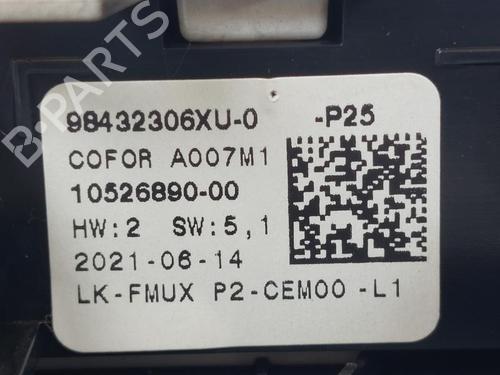 98432306XU-0 -P25
COFOR A007M1
10526890-00
HW:2 SW:5,1
2021-06-14
LK-FMUX P2-CEM00 -L1
B-PARTS